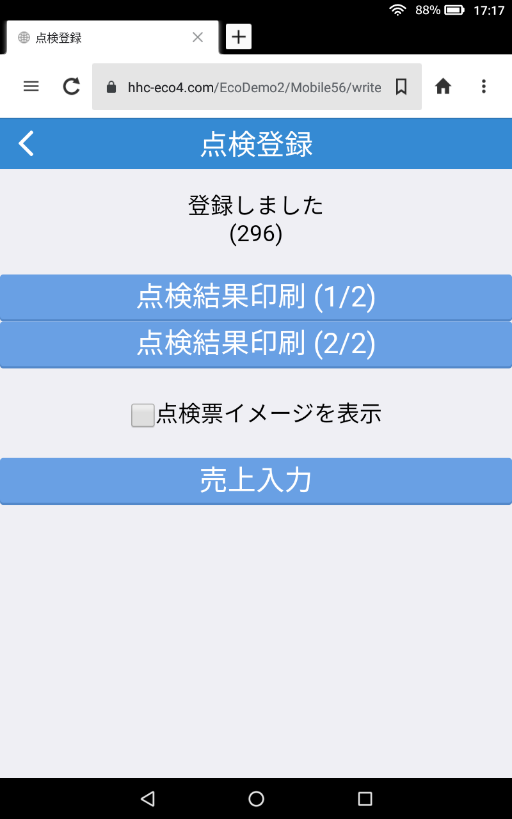 88% 17:17
点検登録
hhc-eco4.com/EcoDemo2/Mobile56/write
点検登録
登録しました
(296)
点検結果印刷 (1/2)
点検結果印刷 (2/2)
点検票イメージを表示
売上入力